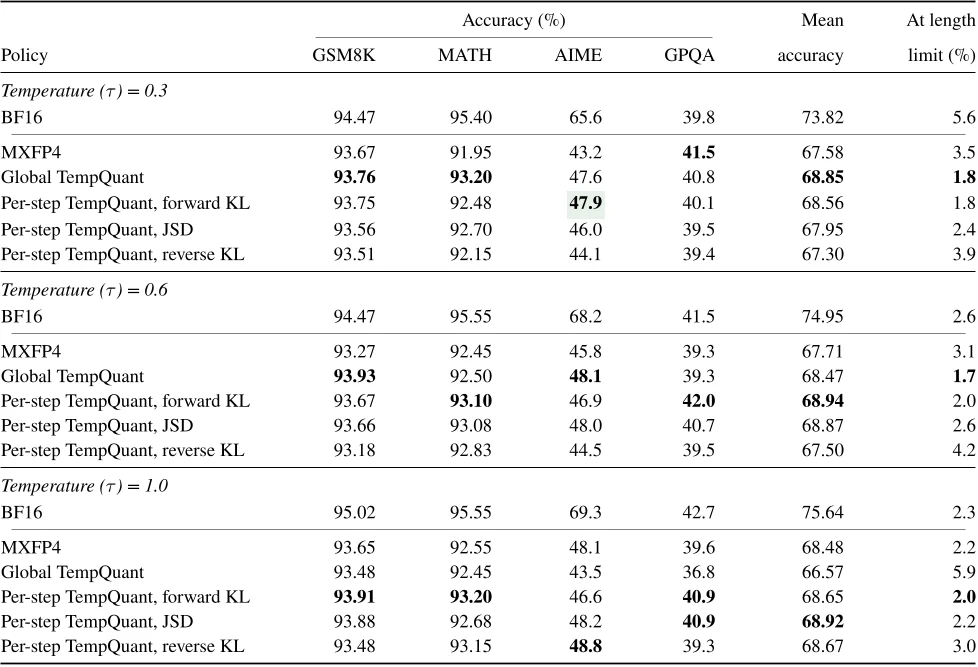 Accuracy (%) Mean At length
Policy GSM8K MATH AIME GPQA accuracy limit (%)
Temperature (τ) = 0.3
BF16 94.47 95.40 65.6 39.8 73.82 5.6
MXFP4 93.67 91.95 43.2 41.5 67.58 3.5
Global TempQuant 93.76 93.20 47.6 40.8 68.85 1.8
Per-step TempQuant, forward KL 93.75 92.48 47.9 40.1 68.56 1.8
Per-step TempQuant, JSD 93.56 92.70 46.0 39.5 67.95 2.4
Per-step TempQuant, reverse KL 93.51 92.15 44.1 39.4 67.30 3.9
Temperature (τ) = 0.6
BF16 94.47 95.55 68.2 41.5 74.95 2.6
MXFP4 93.27 92.45 45.8 39.3 67.71 3.1
Global TempQuant 93.93 92.50 48.1 39.3 68.47 1.7
Per-step TempQuant, forward KL 93.67 93.10 46.9 42.0 68.94 2.0
Per-step TempQuant, JSD 93.66 93.08 48.0 40.7 68.87 2.6
Per-step TempQuant, reverse KL 93.18 92.83 44.5 39.5 67.50 4.2
Temperature (τ) = 1.0
BF16 95.02 95.55 69.3 42.7 75.64 2.3
MXFP4 93.65 92.55 48.1 39.6 68.48 2.2
Global TempQuant 93.48 92.45 43.5 36.8 66.57 5.9
Per-step TempQuant, forward KL 93.91 93.20 46.6 40.9 68.65 2.0
Per-step TempQuant, JSD 93.88 92.68 48.2 40.9 68.92 2.2
Per-step TempQuant, reverse KL 93.48 93.15 48.8 39.3 68.67 3.0